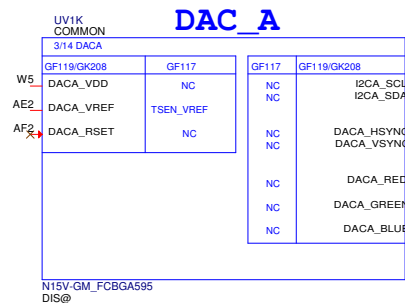 DAC_A
UV1K
COMMON
3/14 DACA
GF119/GK208 GF117 GF117 GF119/GK208
W5 DACA_VDD NC NC I2CA_SCL
NC I2CA_SDA
AE2 DACA_VREF TSEN_VREF
AF2 DACA_RSET NC NC DACA_HSYNC
NC DACA_VSYNC
NC DACA_RED
NC DACA_GREEN
NC DACA_BLUE
N15V-GM_FCBGA595
DIS@